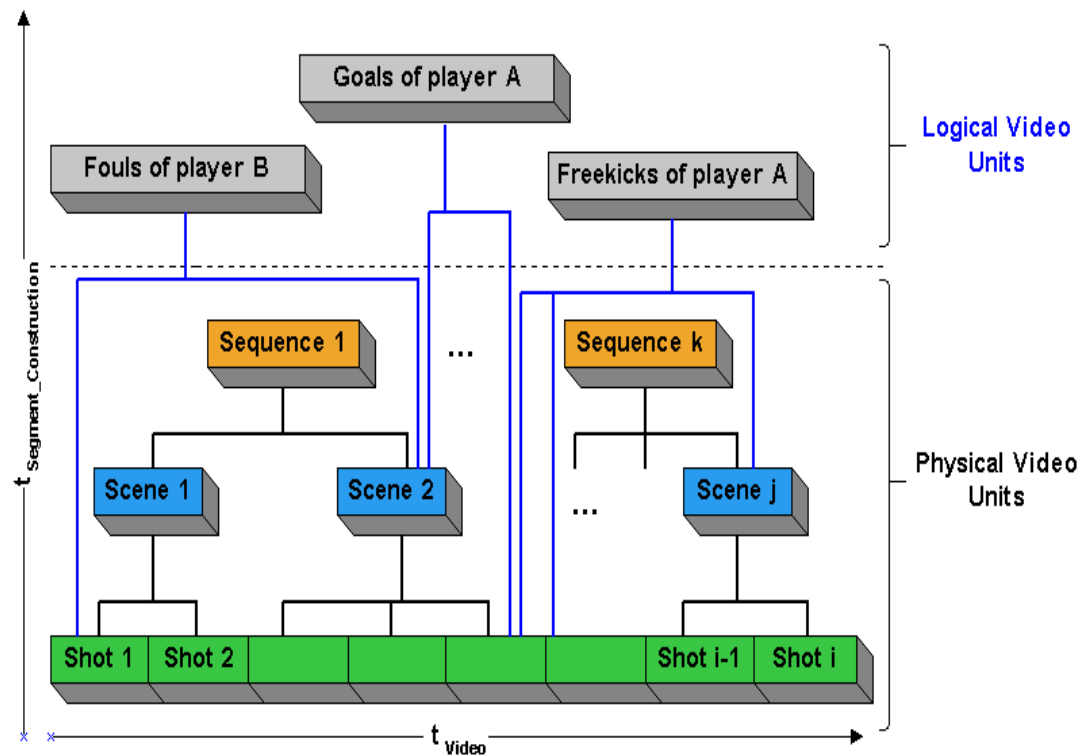 Goals of player A
Logical Video
Units
Fouls of player B
Freekicks of player A
t Segment_Construction
Sequence 1
...
Sequence k
Physical Video
Units
Scene 1
Scene 2
...
Scene j
Shot 1
Shot 2
Shot i-1
Shot i
t Video